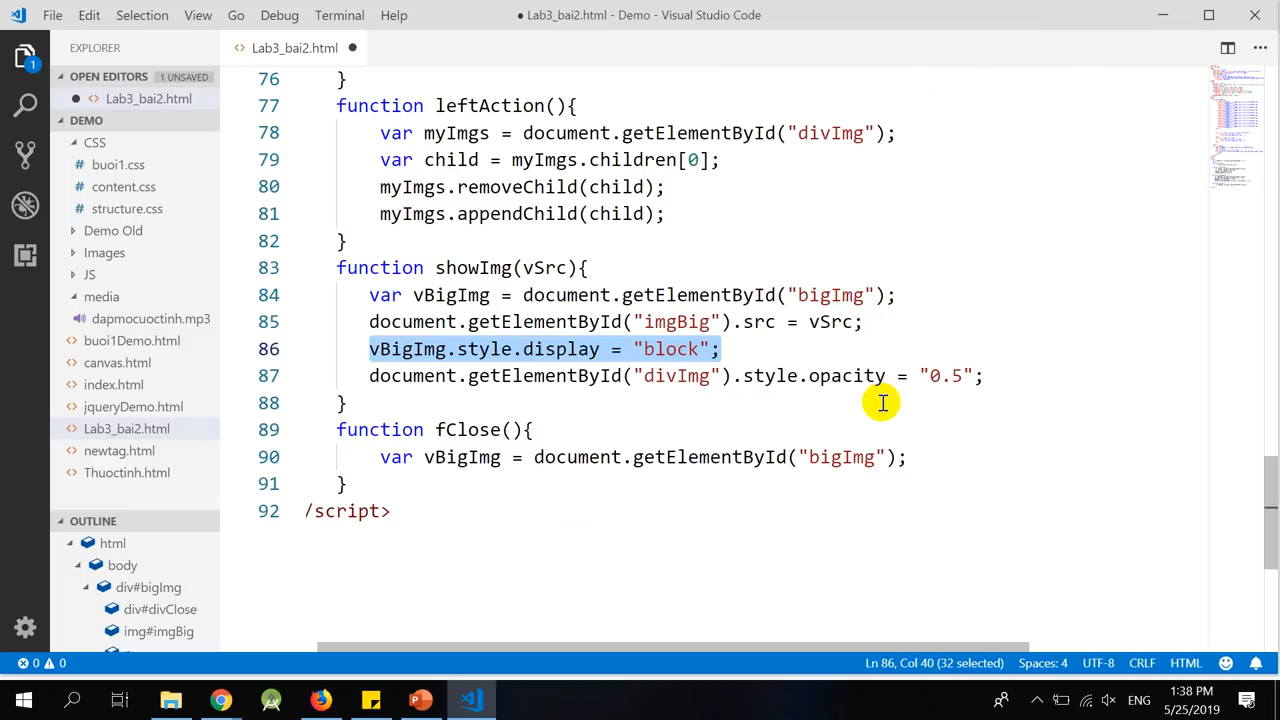 File Edit Selection View Go Debug Terminal Help
● Lab3_bai2.html - Demo - Visual Studio Code
EXPLORER
OPEN EDITORS 1 UNSAVED
Lab3_bai2.html
DEMO
css
buoi1.css
content.css
structure.css
Demo Old
Images
JS
media
dapmocuoctinh.mp3
buoi1Demo.html
canvas.html
index.html
jqueryDemo.html
Lab3_bai2.html
newtag.html
Thuoctinh.html
OUTLINE
html
body
div#bigImg
div#divClose
img#imgBig
Lab3_bai2.html
76 }
77 function leftAction(){
78 var myImgs = document.getElementById("divImg");
79 var child = myImgs.children[0];
80 myImgs.removeChild(child);
81 myImgs.appendChild(child);
82 }
83 function showImg(vSrc){
84 var vBigImg = document.getElementById("bigImg");
85 document.getElementById("imgBig").src = vSrc;
86 vBigImg.style.display = "block";
87 document.getElementById("divImg").style.opacity = "0.5";
88 }
89 function fClose(){
90 var vBigImg = document.getElementById("bigImg");
91 }
92 /script>
1
0 0
Ln 86, Col 40 (32 selected) Spaces: 4 UTF-8 CRLF HTML
ENG
1:38 PM
5/25/2019